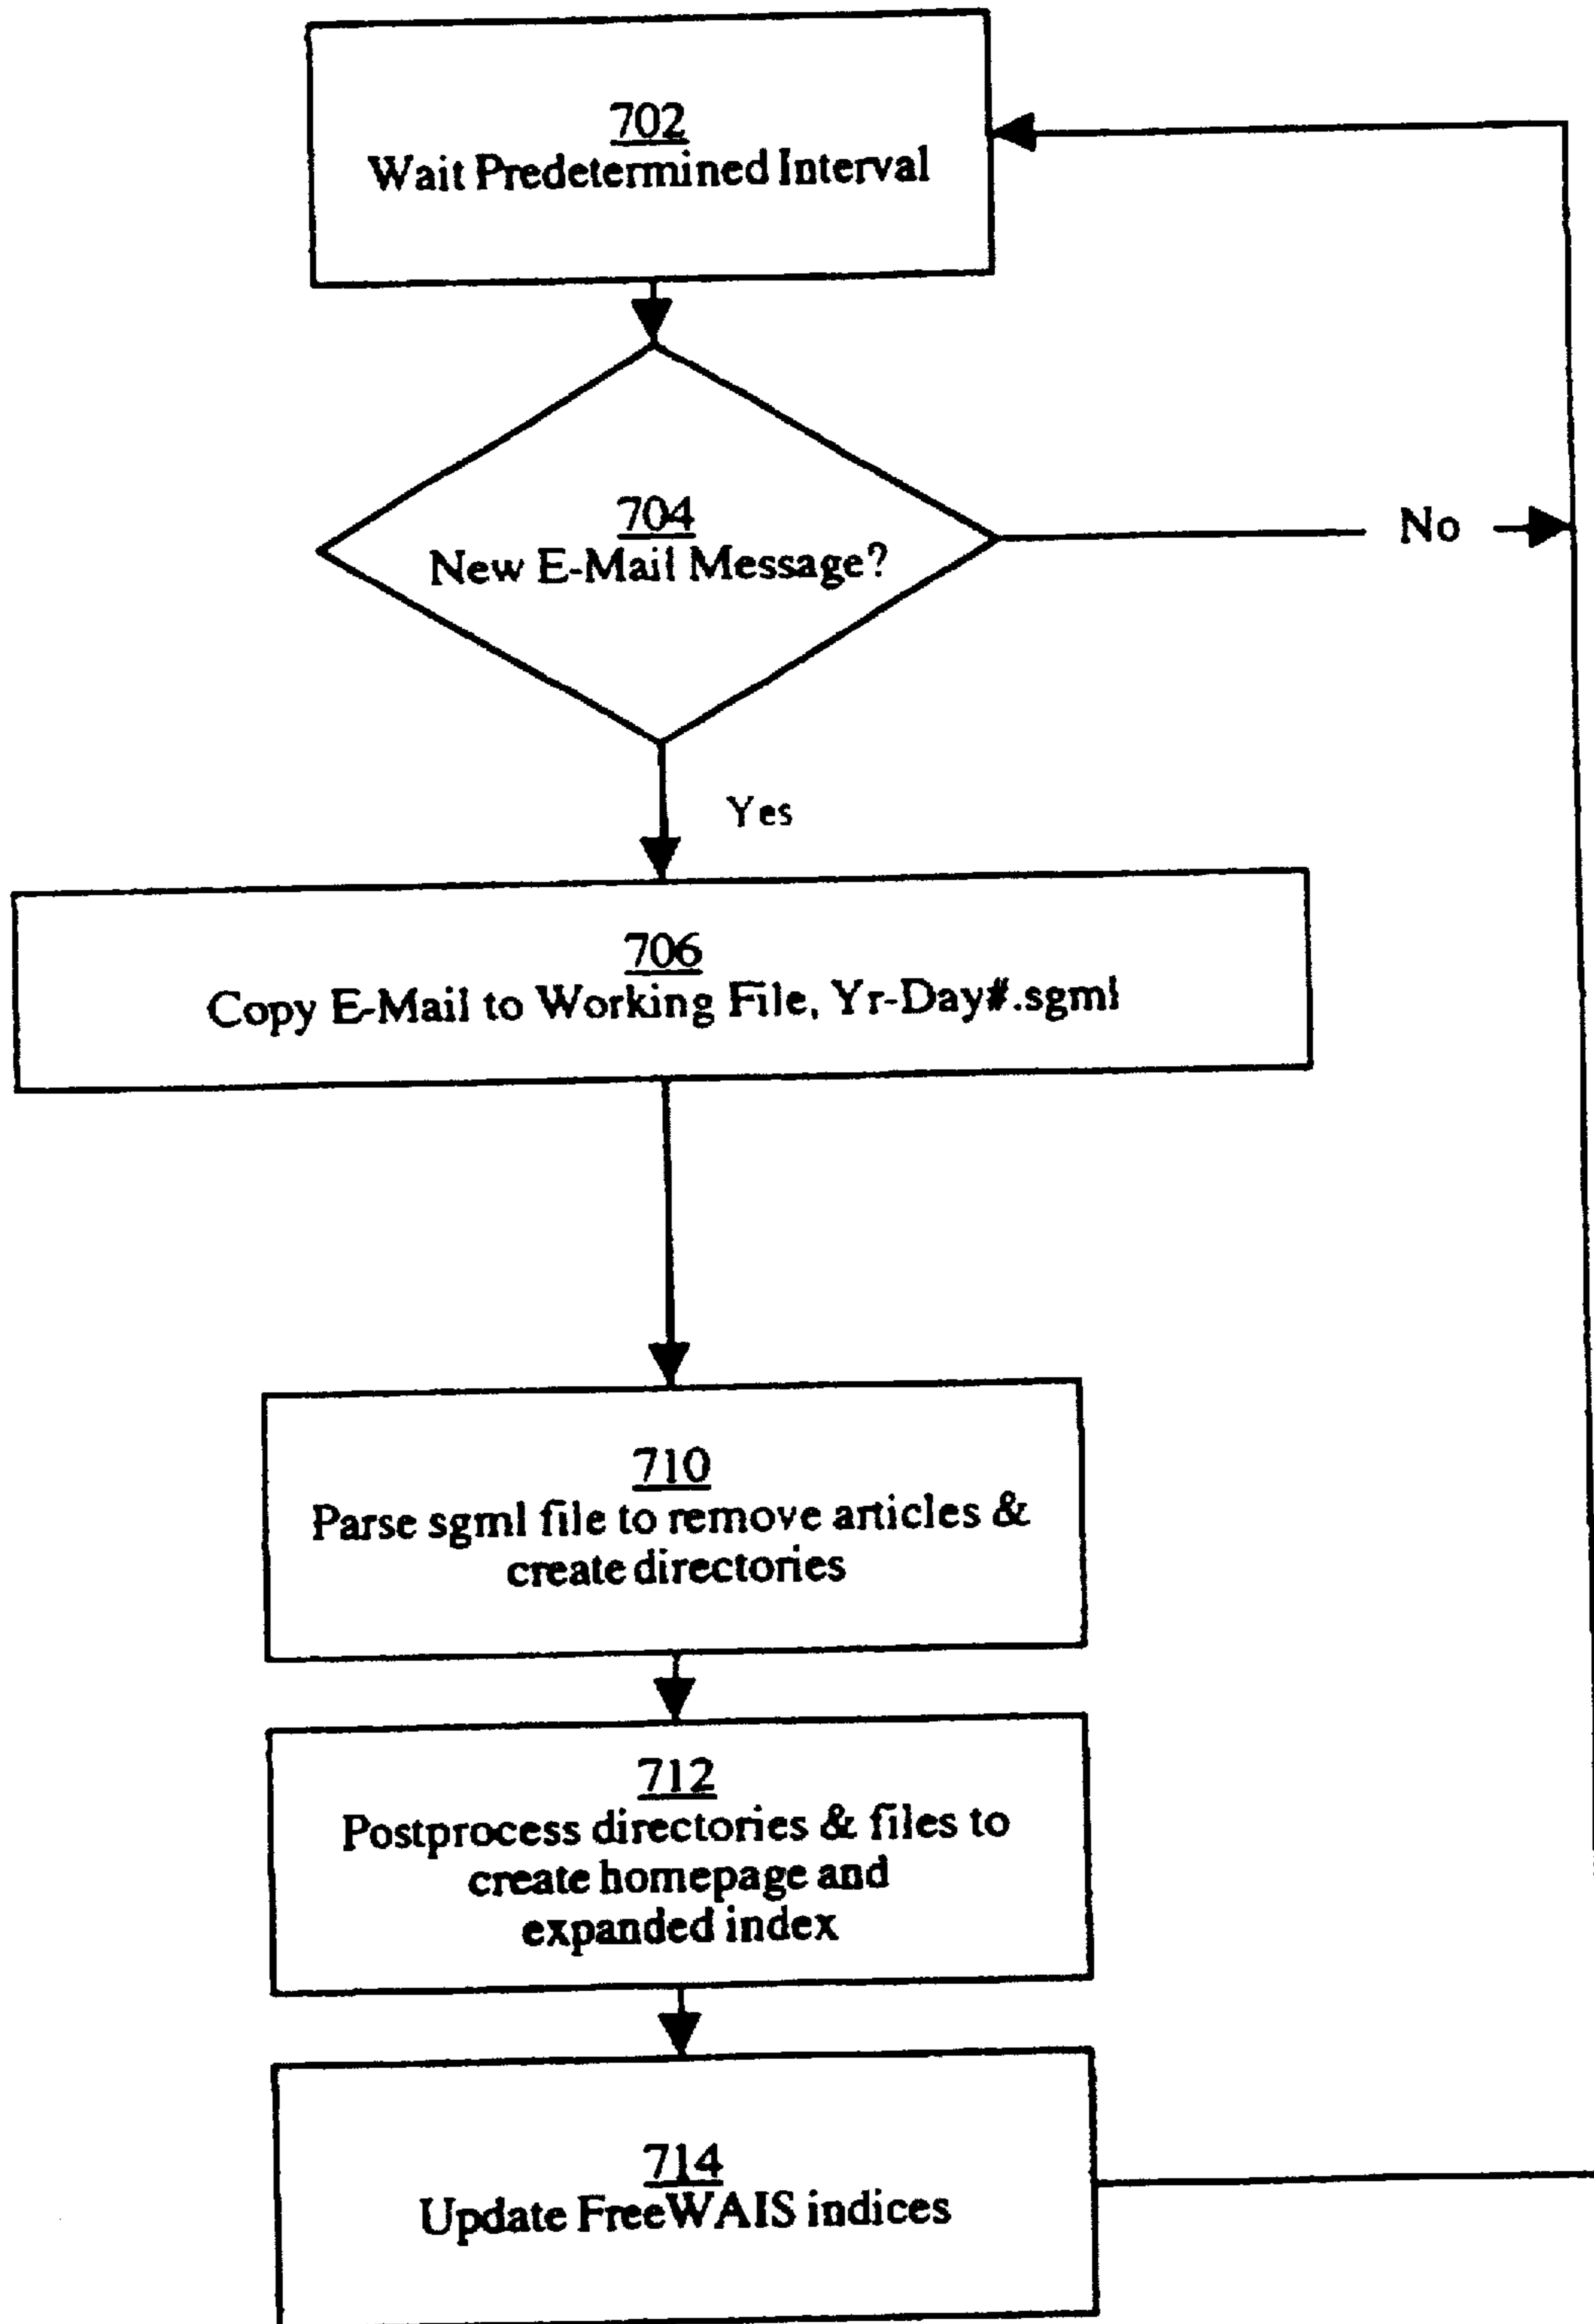 702
Wait Predetermined Interval
704
New E-Mail Message?
No
Yes
706
Copy E-Mail to Working File, Yr-Day#.sgml
710
Parse sgml file to remove articles &
create directories
712
Postprocess directories & files to
create homepage and
expanded index
714
Update FreeWAIS indices